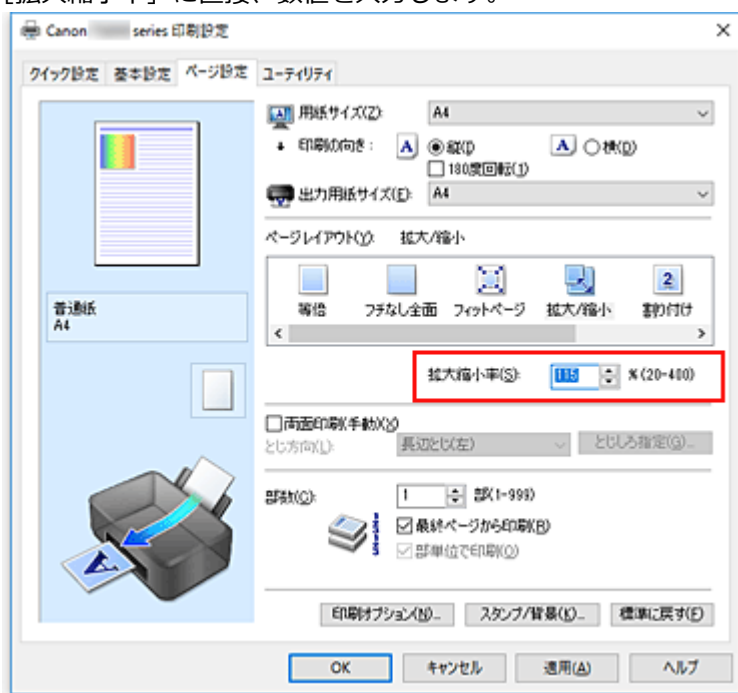 [拡大縮小率] に直接、数値を入力します。
Canon series 印刷設定
クイック設定 基本設定 ページ設定 ユーティリティ
用紙サイズ(Z): A4
印刷の向き: A 縦(I) A 横(D)
180度回転(1)
出力用紙サイズ(E): A4
ページレイアウト(Y): 拡大/縮小
等倍 フチなし全面 フィットページ 拡大/縮小 割り付け
普通紙
A4
拡大縮小率(S): 115 % (20-400)
両面印刷(手動)(X)
とじ方向(L): 長辺とじ(左) とじしろ指定(G)...
部数(C): 1 部(1-999)
最終ページから印刷(R)
部単位で印刷(O)
印刷オプション(N)... スタンプ/背景(K)... 標準に戻す(F)
OK キャンセル 適用(A) ヘルプ